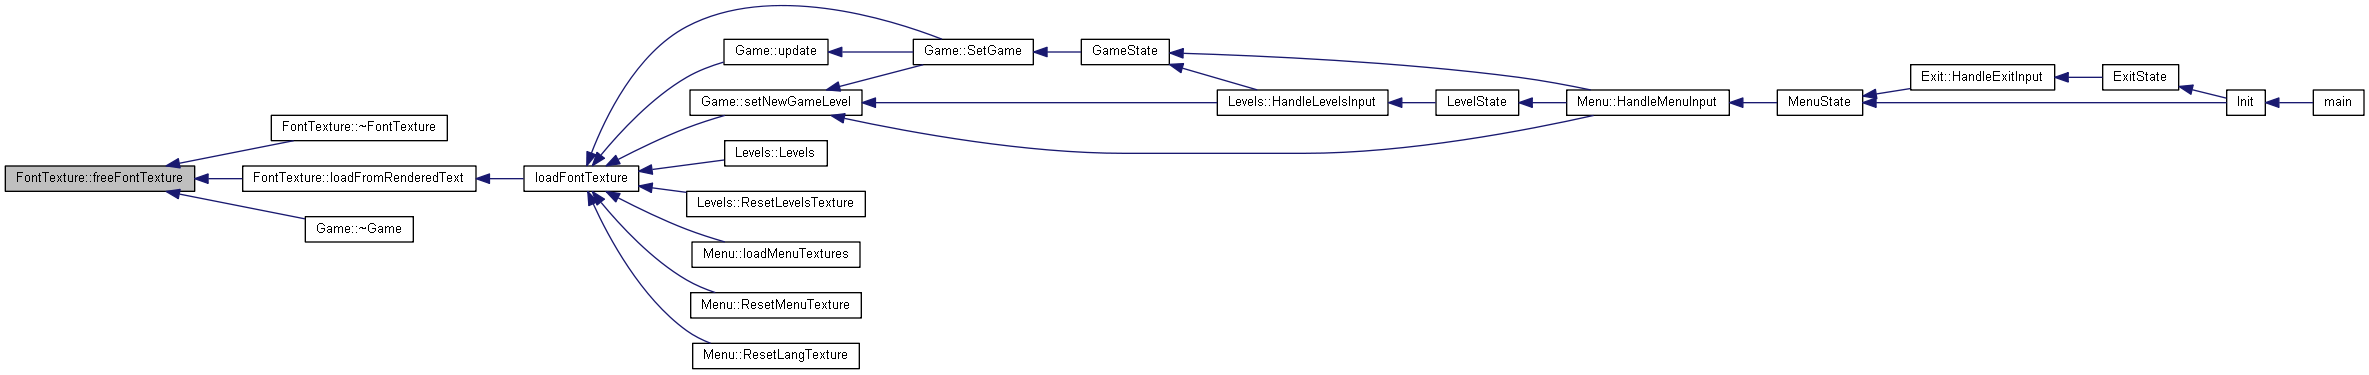 FontTexture::freeFontTexture
FontTexture::~FontTexture
FontTexture::loadFromRenderedText
Game::~Game
loadFontTexture
Game::update
Game::setNewGameLevel
Levels::Levels
Levels::ResetLevelsTexture
Menu::loadMenuTextures
Menu::ResetMenuTexture
Menu::ResetLangTexture
Game::SetGame
GameState
Levels::HandleLevelsInput
LevelState
Menu::HandleMenuInput
MenuState
Exit::HandleExitInput
ExitState
Init
main